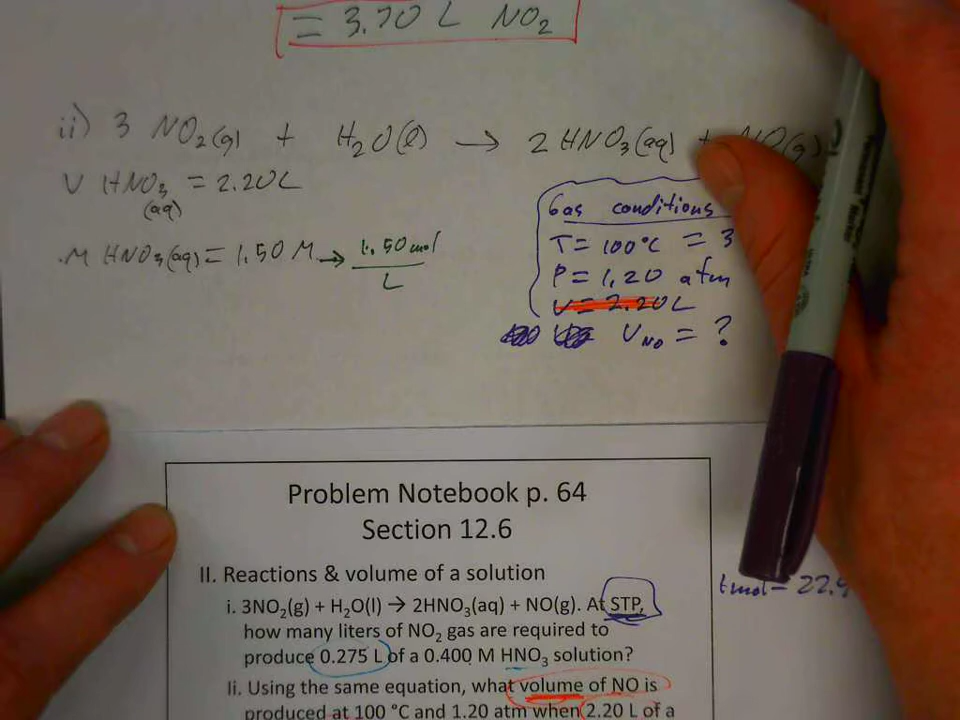 = 3.70 L NO₂
ii) 3 NO₂(g) + H₂O(l) → 2 HNO₃(aq) + NO(g)
V HNO₃ = 2.20L
(aq)
M HNO₃(aq) = 1.50 M → 1.50 mol
L
Gas conditions
T = 100°C = 3
P = 1.20 atm
V = 2.20L
V NO = ?
Problem Notebook p. 64
Section 12.6
II. Reactions & volume of a solution
i. 3NO₂(g) + H₂O(l) → 2HNO₃(aq) + NO(g). At STP,
how many liters of NO₂ gas are required to
produce 0.275 L of a 0.400 M HNO₃ solution?
Ii. Using the same equation, what volume of NO is
produced at 100 °C and 1.20 atm when 2.20 L of a
1mol = 22.4